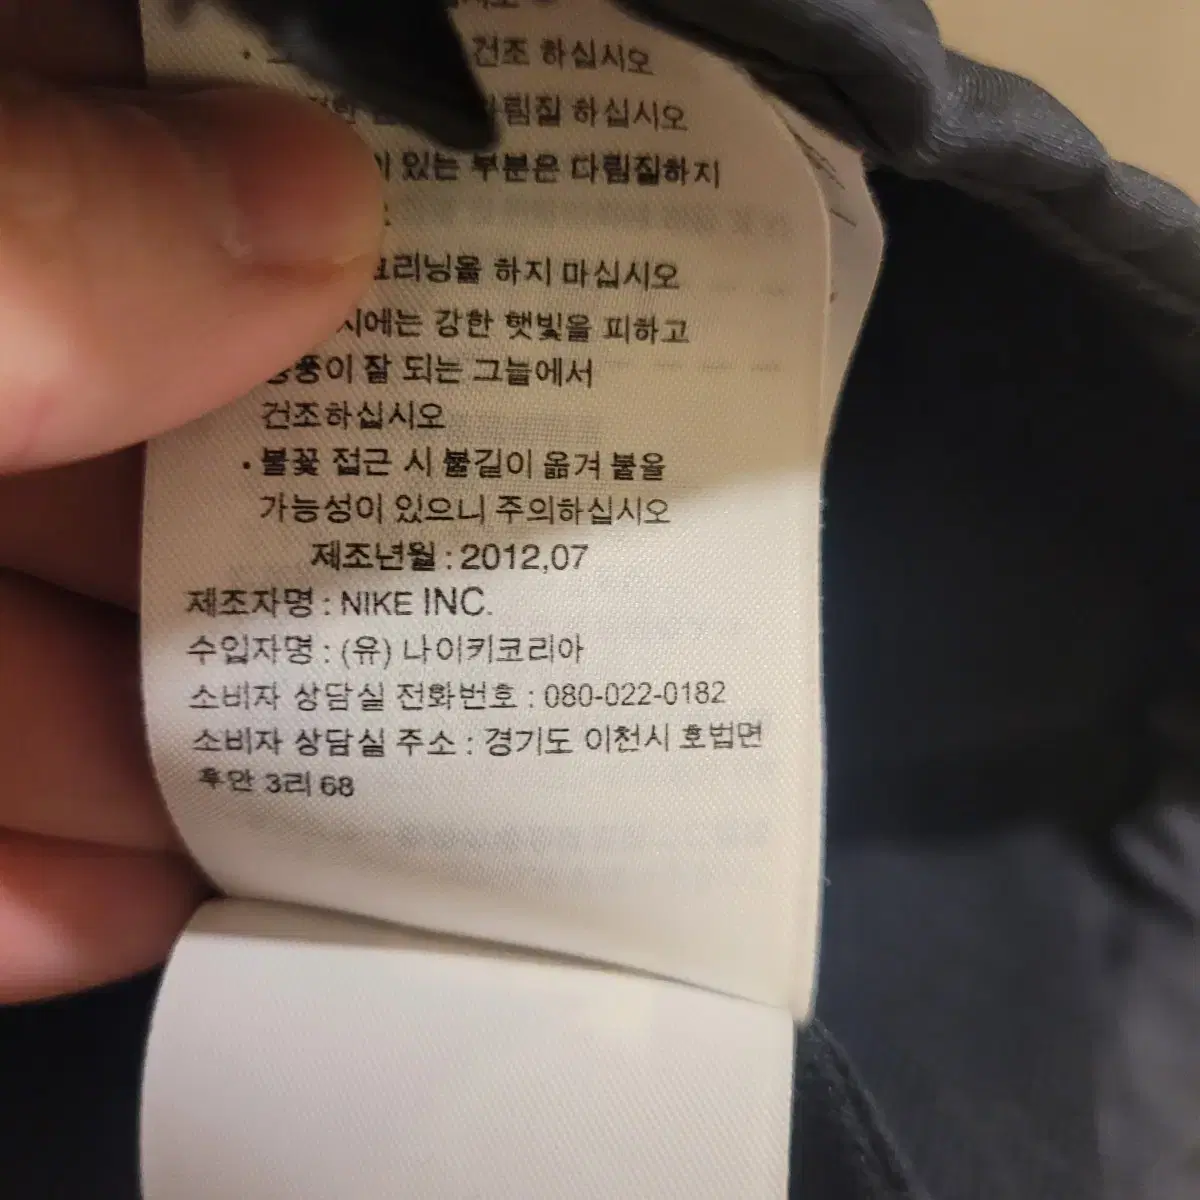 건조 하십시오
다림질 하십시오
있는 부분은 다림질하지
크리닝을 하지 마십시오
시에는 강한 햇빛을 피하고
통풍이 잘 되는 그늘에서
건조하십시오
• 불꽃 접근 시 불길이 옮겨 붙을
가능성이 있으니 주의하십시오
제조년월 : 2012,07
제조자명 : NIKE INC.
수입자명 : (유) 나이키코리아
소비자 상담실 전화번호 : 080-022-0182
소비자 상담실 주소 : 경기도 이천시 호법면
후안 3리 68